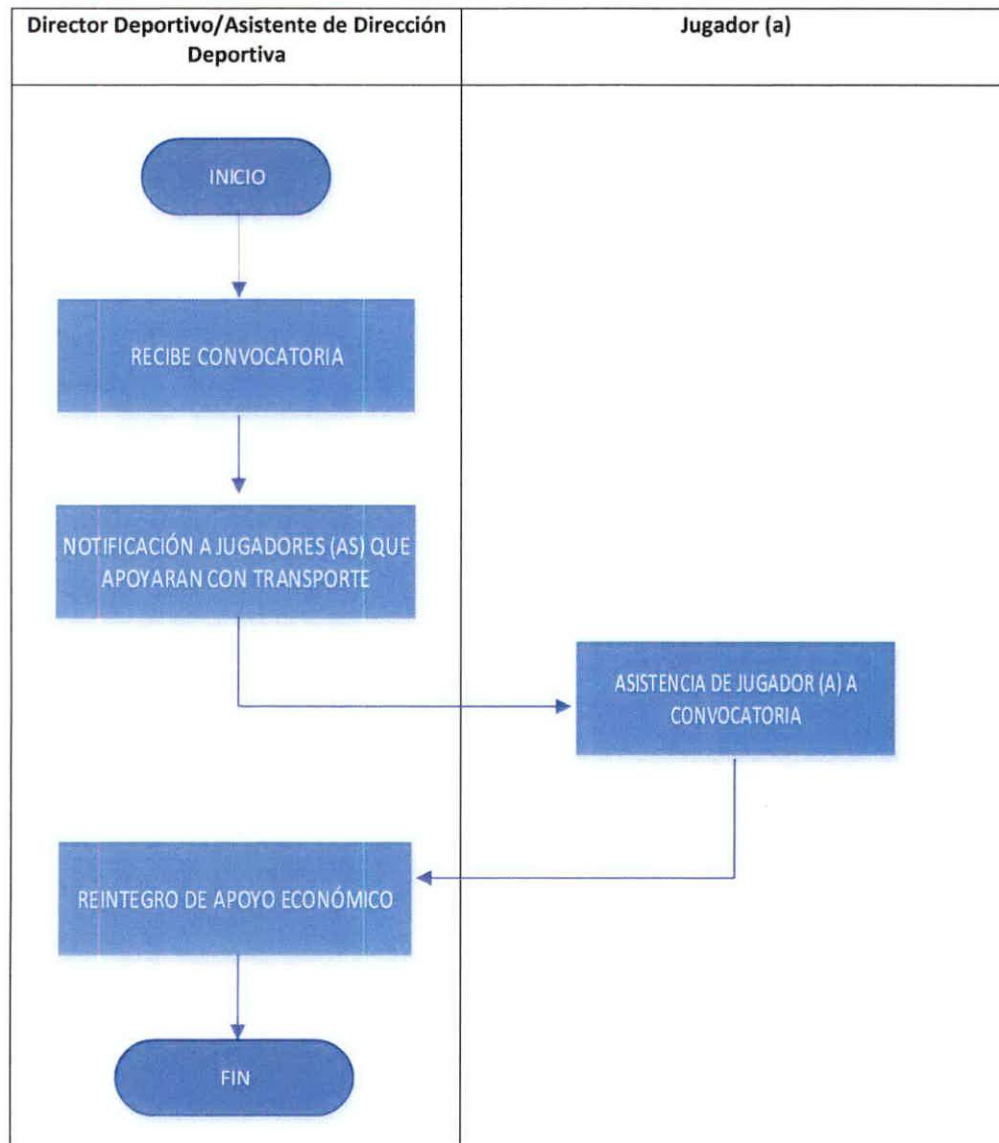 Director Deportivo/Asistente de Dirección
Deportiva
Jugador (a)
INICIO
RECIBE CONVOCATORIA
NOTIFICACIÓN A JUGADORES (AS) QUE
APOYARAN CON TRANSPORTE
ASISTENCIA DE JUGADOR (A) A
CONVOCATORIA
REINTEGRO DE APOYO ECONÓMICO
FIN